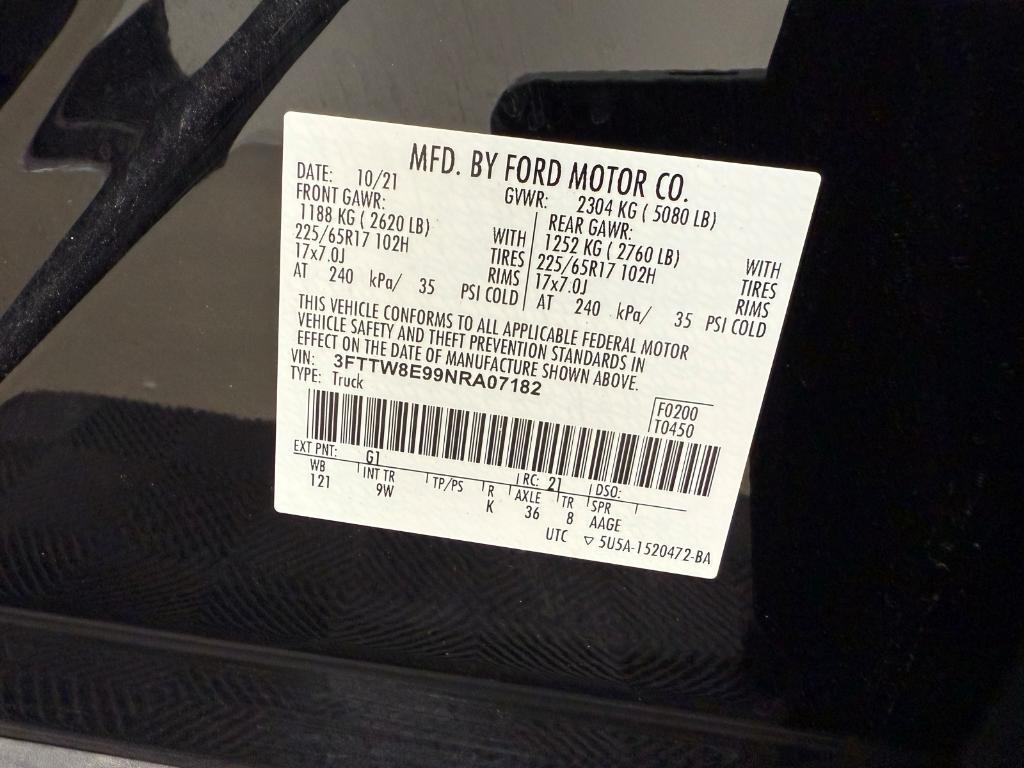 MFD. BY FORD MOTOR CO.
DATE: 10/21 GVWR: 2304 KG ( 5080 LB)
FRONT GAWR: REAR GAWR:
1188 KG ( 2620 LB) WITH 1252 KG ( 2760 LB) WITH
225/65R17 102H TIRES 225/65R17 102H TIRES
17x7.0J RIMS 17x7.0J RIMS
AT 240 kPa/ 35 PSI COLD AT 240 kPa/ 35 PSI COLD
THIS VEHICLE CONFORMS TO ALL APPLICABLE FEDERAL MOTOR
VEHICLE SAFETY AND THEFT PREVENTION STANDARDS IN
EFFECT ON THE DATE OF MANUFACTURE SHOWN ABOVE.
VIN: 3FTTW8E99NRA07182
TYPE: Truck
F0200
T0450
EXT PNT: G1 RC: 21 DSO:
WB INT TR TP/PS R AXLE TR SPR
121 9W K 36 8 AAGE
UTC ▽ 5U5A-1520472-BA